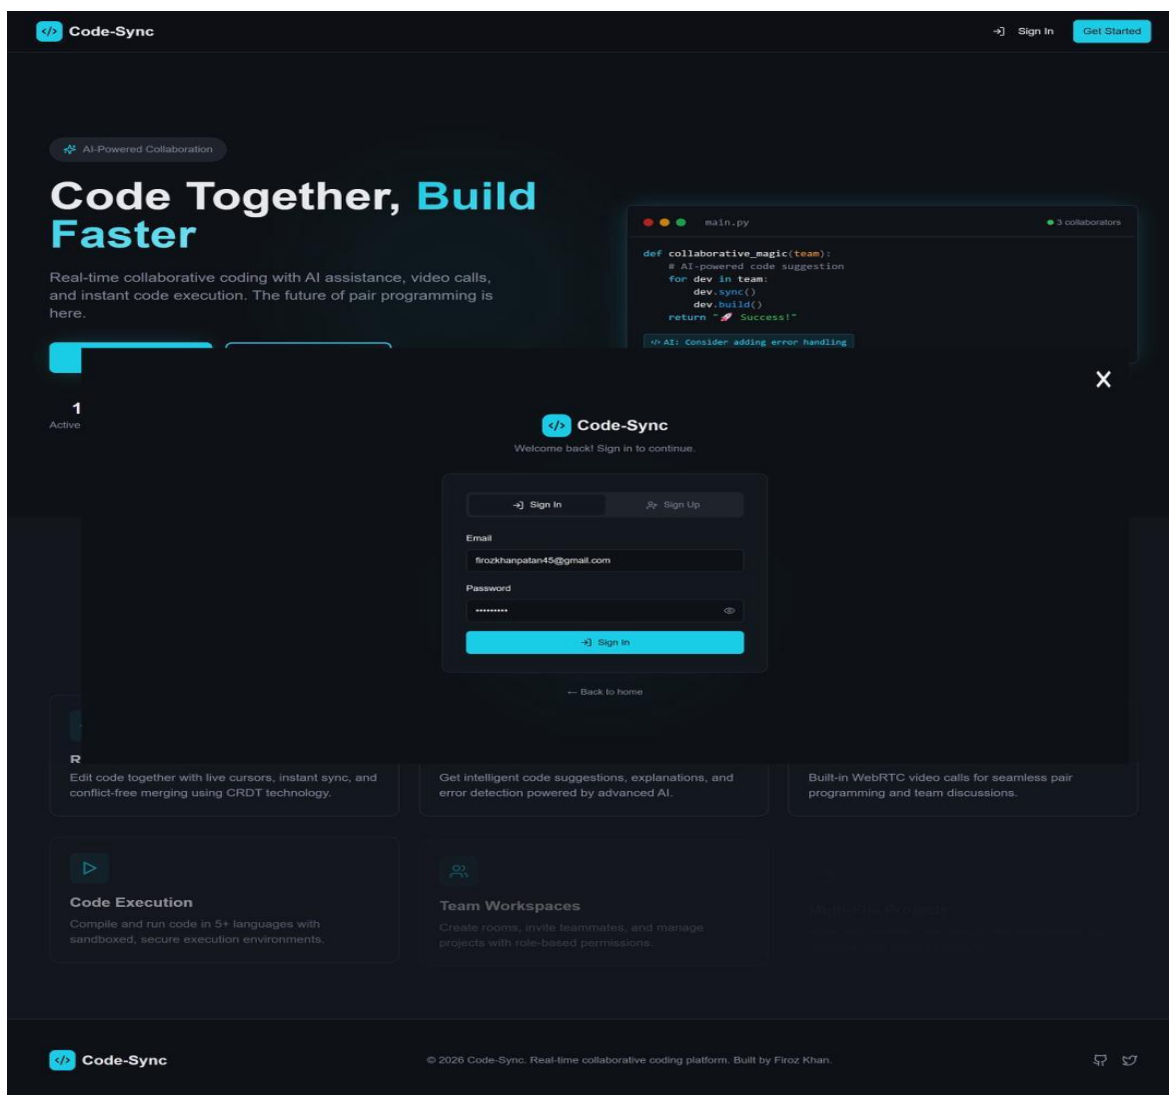 </> Code-Sync
Sign In
Get Started
AI-Powered Collaboration
Code Together, Build
Faster
Real-time collaborative coding with AI assistance, video calls,
and instant code execution. The future of pair programming is
here.
main.py
3 collaborators
def collaborative_magic(team):
# AI-powered code suggestion
for dev in team:
dev.sync()
dev.build()
return "🚀 Success!"
</> AI: Consider adding error handling
1
Active
X
</> Code-Sync
Welcome back! Sign in to continue.
Sign In
Sign Up
Email
firozkhanpatan45@gmail.com
Password
•••••••••
Sign In
← Back to home
R
Edit code together with live cursors, instant sync, and
conflict-free merging using CRDT technology.
Get intelligent code suggestions, explanations, and
error detection powered by advanced AI.
Built-in WebRTC video calls for seamless pair
programming and team discussions.
Code Execution
Compile and run code in 5+ languages with
sandboxed, secure execution environments.
Team Workspaces
Create rooms, invite teammates, and manage
projects with role-based permissions.
</> Code-Sync
© 2026 Code-Sync. Real-time collaborative coding platform. Built by Firoz Khan.